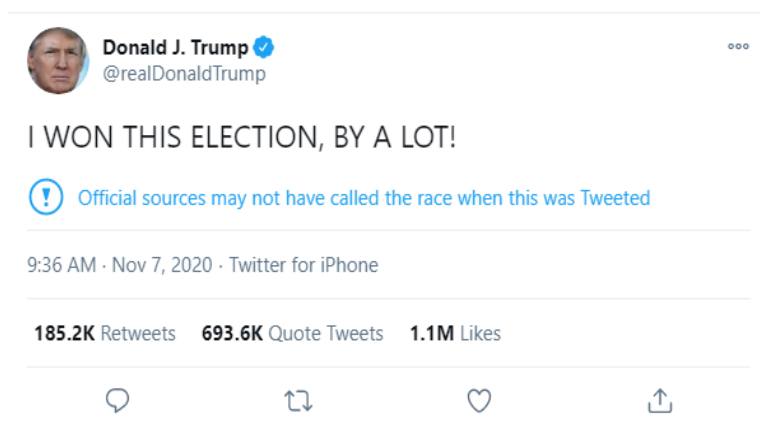 Donald J. Trump
@realDonaldTrump
I WON THIS ELECTION, BY A LOT!
Official sources may not have called the race when this was Tweeted
9:36 AM · Nov 7, 2020 · Twitter for iPhone
185.2K Retweets 693.6K Quote Tweets 1.1M Likes